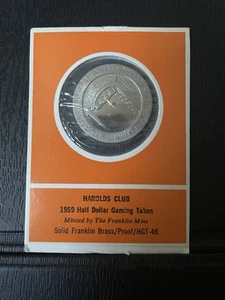 HAROLDS CLUB
1969 Half Dollar Gaming Token
Minted by The Franklin Mint
Solid Franklin Brass/Proof/HGT-46